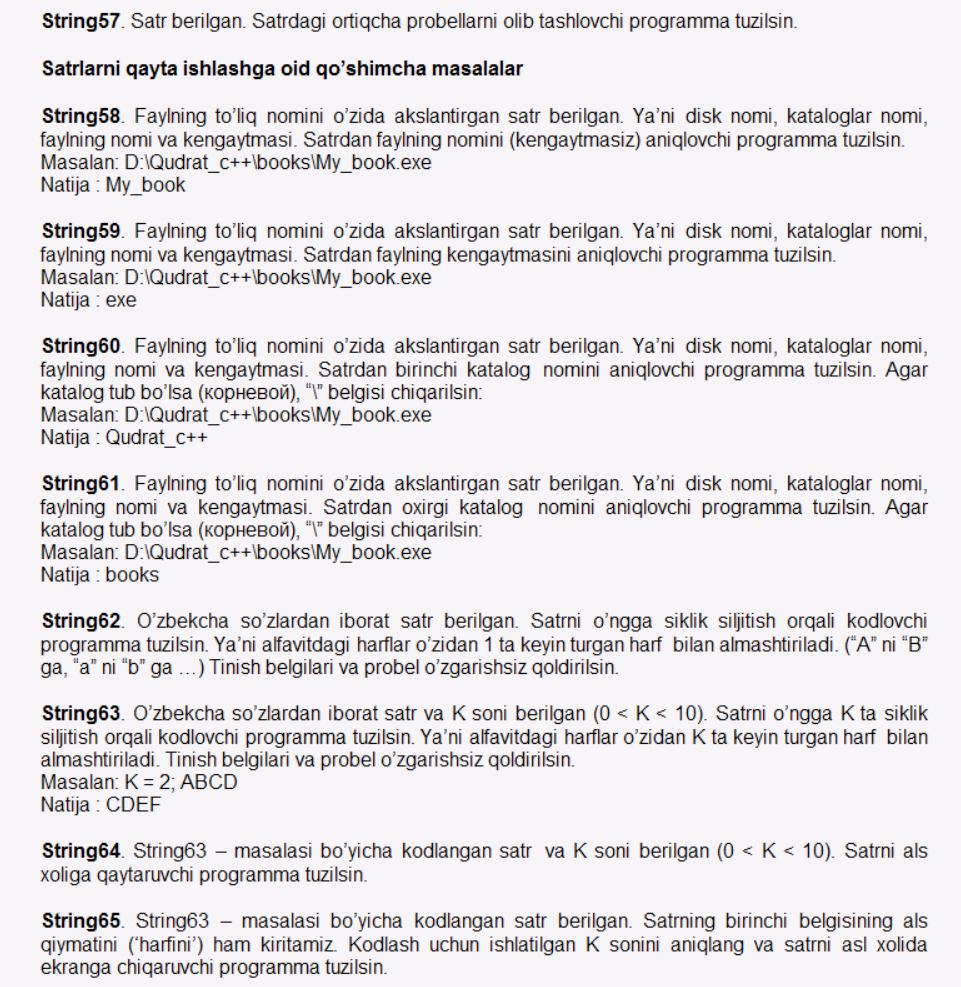 String57. Satr berilgan. Satrdagi ortiqcha probellarni olib tashlovchi programma tuzilsin.
Satrlarni qayta ishlashga oid qo’shimcha masalalar
String58. Faylning to’liq nomini o’zida akslantirgan satr berilgan. Ya’ni disk nomi, kataloglar nomi,
faylning nomi va kengaytmasi. Satrdan faylning nomini (kengaytmasiz) aniqlovchi programma tuzilsin.
Masalan: D:\Qudrat_c++\books\My_book.exe
Natija : My_book
String59. Faylning to’liq nomini o’zida akslantirgan satr berilgan. Ya’ni disk nomi, kataloglar nomi,
faylning nomi va kengaytmasi. Satrdan faylning kengaytmasini aniqlovchi programma tuzilsin.
Masalan: D:\Qudrat_c++\books\My_book.exe
Natija : exe
String60. Faylning to’liq nomini o’zida akslantirgan satr berilgan. Ya’ni disk nomi, kataloglar nomi,
faylning nomi va kengaytmasi. Satrdan birinchi katalog nomini aniqlovchi programma tuzilsin. Agar
katalog tub bo’lsa (корневой), “\” belgisi chiqarilsin:
Masalan: D:\Qudrat_c++\books\My_book.exe
Natija : Qudrat_c++
String61. Faylning to’liq nomini o’zida akslantirgan satr berilgan. Ya’ni disk nomi, kataloglar nomi,
faylning nomi va kengaytmasi. Satrdan oxirgi katalog nomini aniqlovchi programma tuzilsin. Agar
katalog tub bo’lsa (корневой), “\” belgisi chiqarilsin:
Masalan: D:\Qudrat_c++\books\My_book.exe
Natija : books
String62. O’zbekcha so’zlardan iborat satr berilgan. Satrni o’ngga siklik siljitish orqali kodlovchi
programma tuzilsin. Ya’ni alfavitdagi harflar o’zidan 1 ta keyin turgan harf bilan almashtiriladi. (“A” ni “B”
ga, “a” ni “b” ga …) Tinish belgilari va probel o’zgarishsiz qoldirilsin.
String63. O’zbekcha so’zlardan iborat satr va K soni berilgan (0 < K < 10). Satrni o’ngga K ta siklik
siljitish orqali kodlovchi programma tuzilsin. Ya’ni alfavitdagi harflar o’zidan K ta keyin turgan harf bilan
almashtiriladi. Tinish belgilari va probel o’zgarishsiz qoldirilsin.
Masalan: K = 2; ABCD
Natija : CDEF
String64. String63 – masalasi bo’yicha kodlangan satr va K soni berilgan (0 < K < 10). Satrni als
xoliga qaytaruvchi programma tuzilsin.
String65. String63 – masalasi bo’yicha kodlangan satr berilgan. Satrning birinchi belgisining als
qiymatini (‘harfini’) ham kiritamiz. Kodlash uchun ishlatilgan K sonini aniqlang va satrni asl xolida
ekranga chiqaruvchi programma tuzilsin.